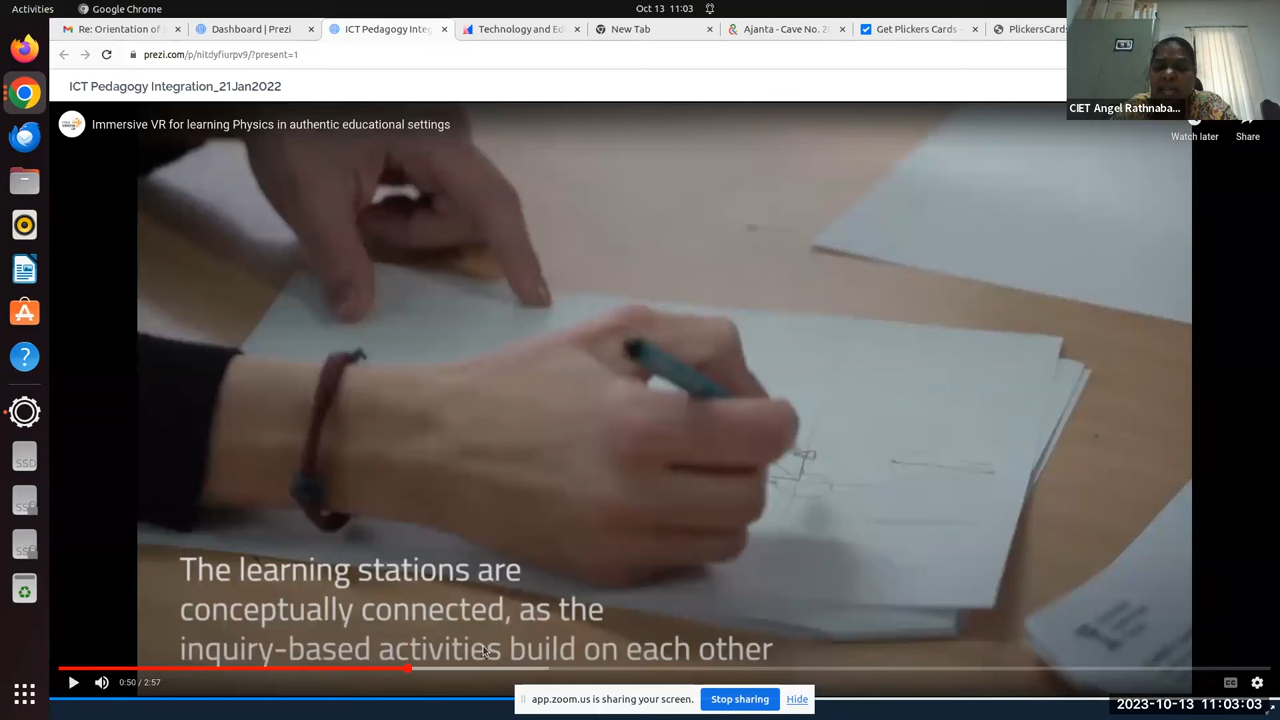 Activities
Google Chrome
Oct 13 11:03
Dashboard | Prezi
ICT Pedagogy Integ
Technology and Ed
New Tab
Ajanta - Cave No. 2
Get Plickers Cards -
PlickersCards
prezi.com/p/nitdyfiurpv9/?present=1
ICT Pedagogy Integration_21Jan2022
CIET Angel Rathnaba...
Immersive VR for learning Physics in authentic educational settings
Watch later
Share
The learning stations are
conceptually connected, as the
inquiry-based activities build on each other
0:50 / 2:57
CC
app.zoom.us is sharing your screen.
Stop sharing
Hide
2023-10-13 11:03:03
SSD